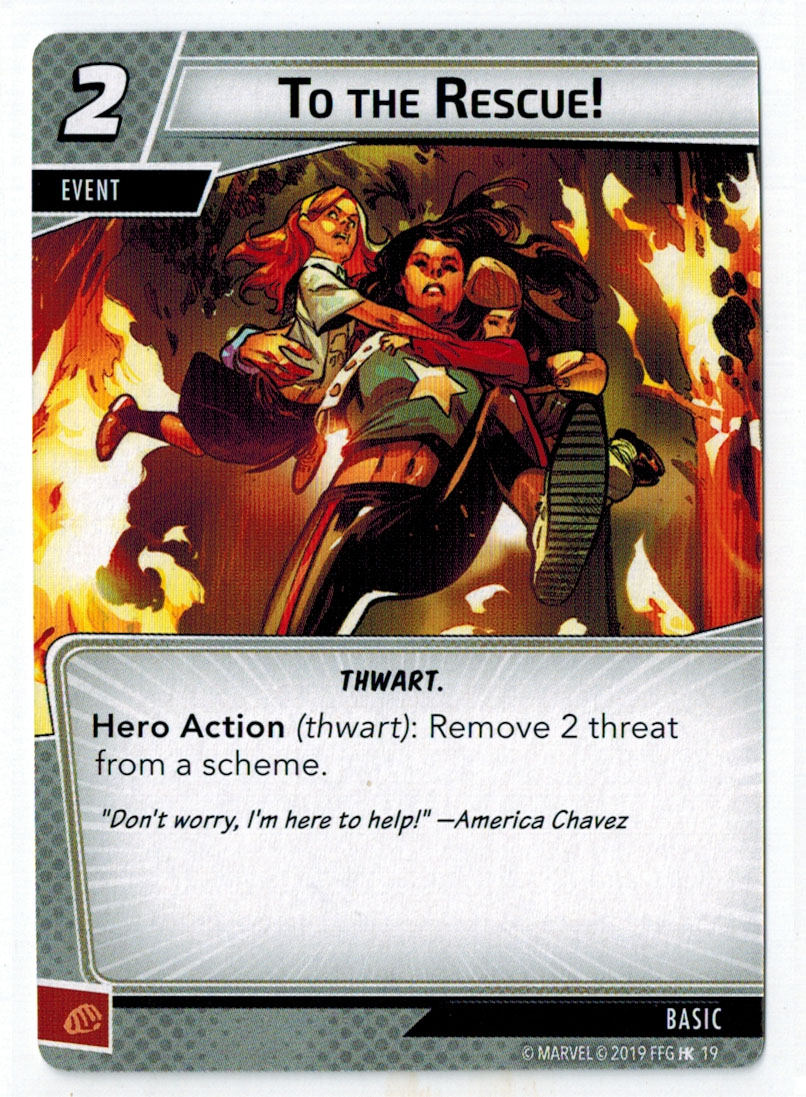 2
TO THE RESCUE!
EVENT
THWART.
Hero Action (thwart): Remove 2 threat
from a scheme.
"Don't worry, I'm here to help!" —America Chavez
BASIC
© MARVEL © 2019 FFG HK 19